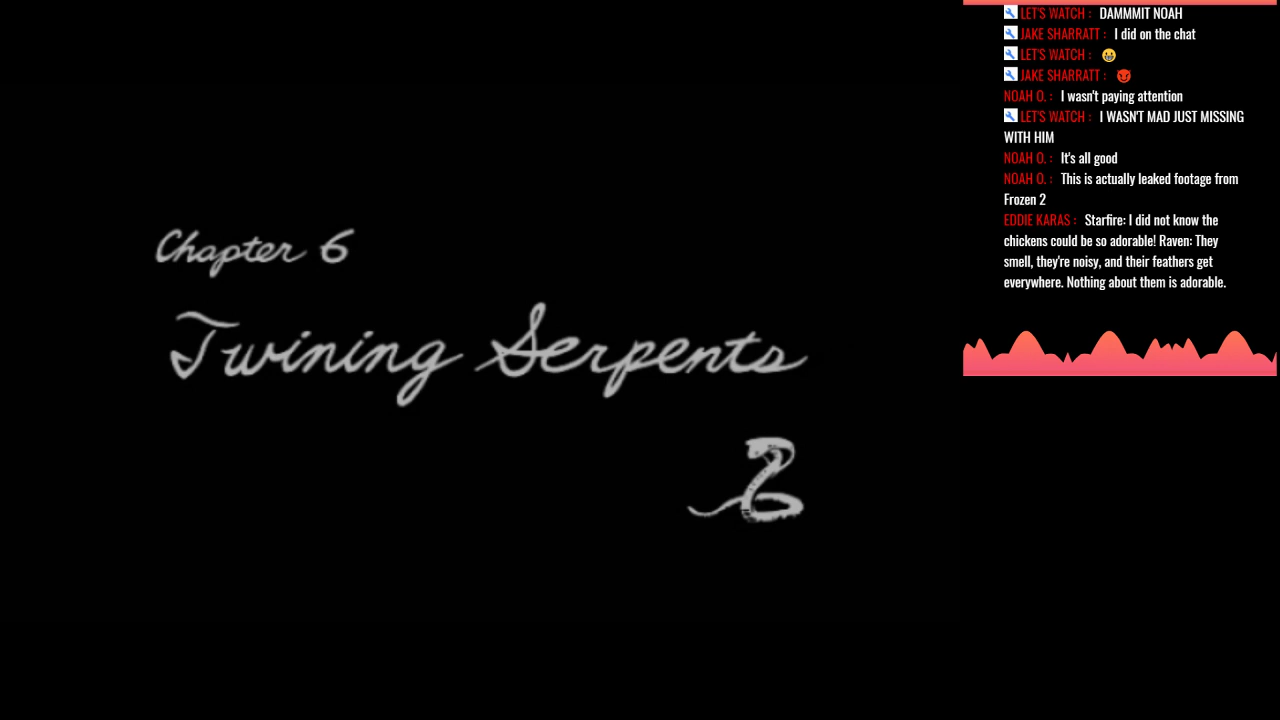 Chapter 6
Twining Serpents
LET'S WATCH : DAMMMIT NOAH
JAKE SHARRATT : I did on the chat
LET'S WATCH :
JAKE SHARRATT :
NOAH O. : I wasn't paying attention
LET'S WATCH : I WASN'T MAD JUST MISSING
WITH HIM
NOAH O. : It's all good
NOAH O. : This is actually leaked footage from
Frozen 2
EDDIE KARAS : Starfire: I did not know the
chickens could be so adorable! Raven: They
smell, they're noisy, and their feathers get
everywhere. Nothing about them is adorable.